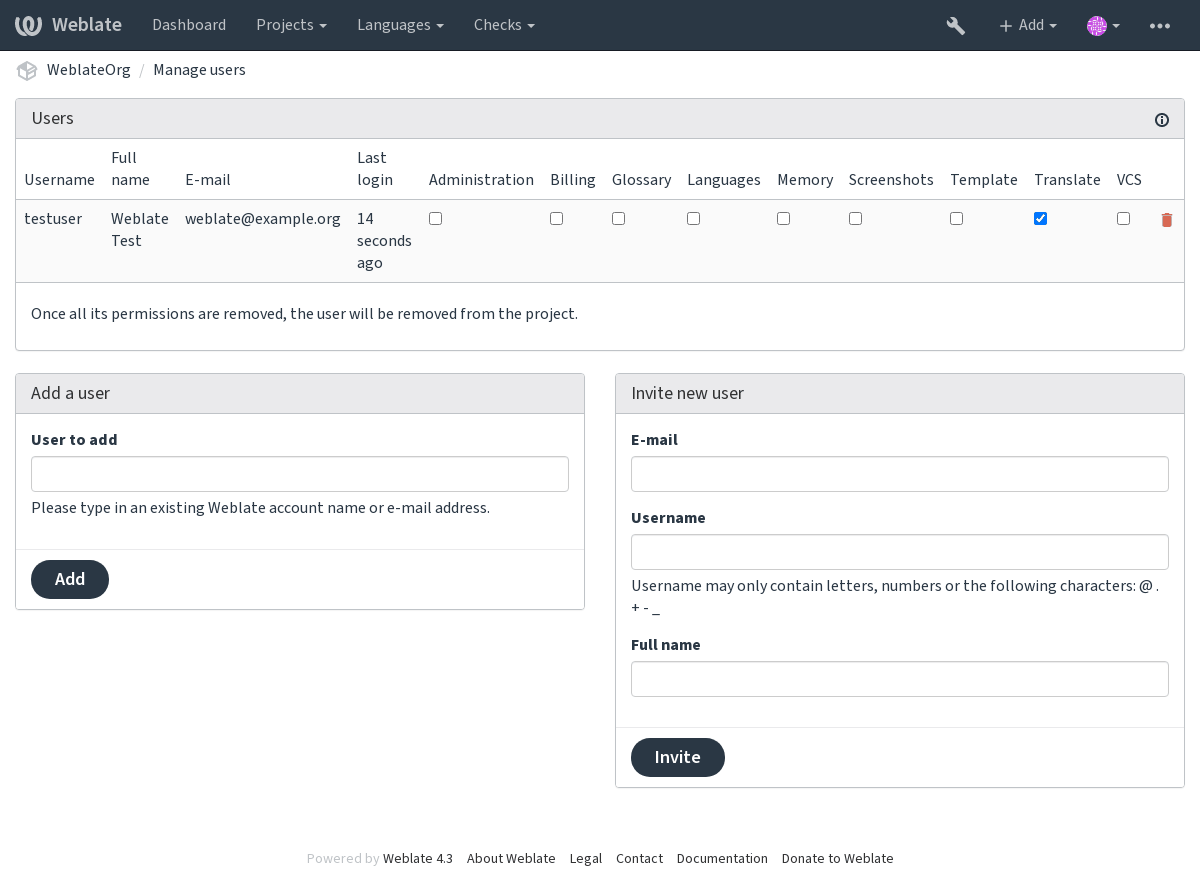 Weblate Dashboard Projects Languages Checks Add
WeblateOrg / Manage users
Users
Username Full name E-mail Last login Administration Billing Glossary Languages Memory Screenshots Template Translate VCS
testuser Weblate Test weblate@example.org 14 seconds ago
Once all its permissions are removed, the user will be removed from the project.
Add a user
User to add
Please type in an existing Weblate account name or e-mail address.
Add
Invite new user
E-mail
Username
Username may only contain letters, numbers or the following characters: @ .
+ - _
Full name
Invite
Powered by Weblate 4.3 About Weblate Legal Contact Documentation Donate to Weblate